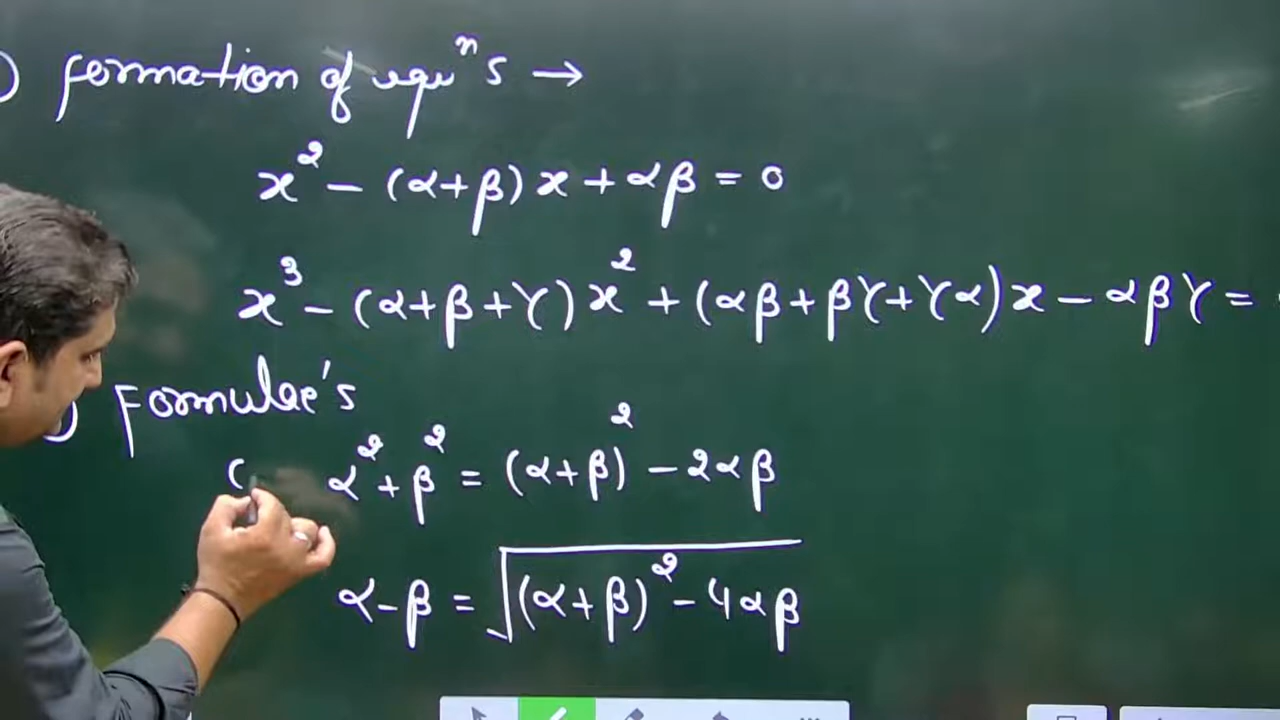 ) formation of equⁿs →
x² - (α+β)x + αβ = 0
x³ - (α+β+γ)x² + (αβ+βγ+γα)x - αβγ =
) Formulae's
( α²+β² = (α+β)² - 2αβ
α-β = √(α+β)² - 4αβ